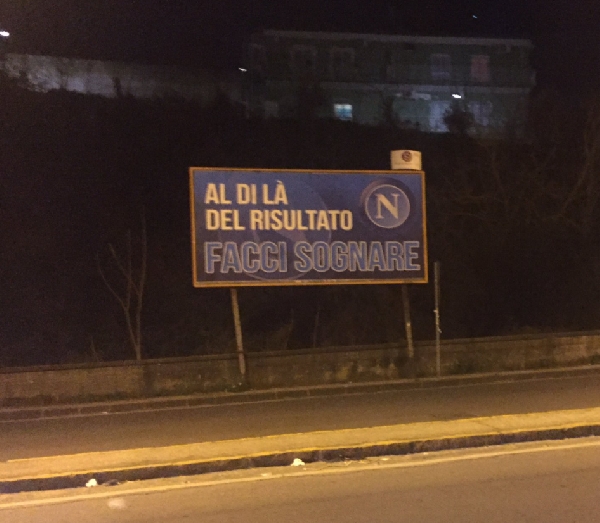 AL DI LÀ
DEL RISULTATO
N
FACCI SOGNARE